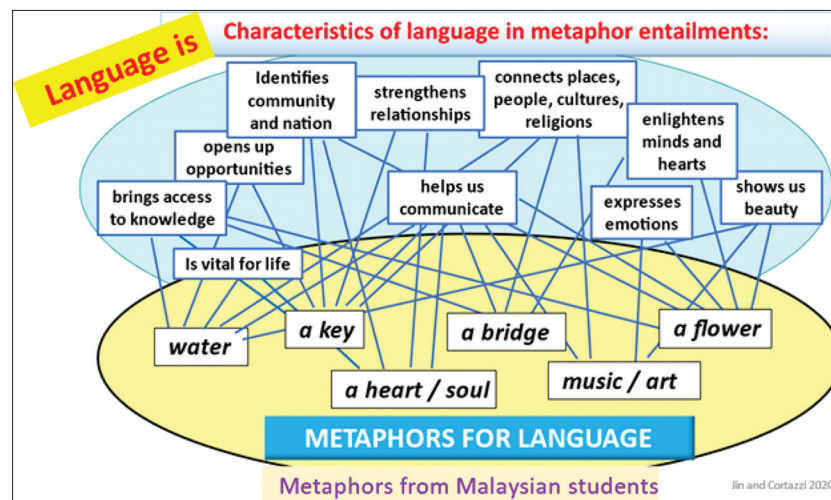 Language is
Characteristics of language in metaphor entailments:
Identifies
community
and nation
strengthens
relationships
connects places,
people, cultures,
religions
enlightens
minds and
hearts
opens up
opportunities
brings access
to knowledge
helps us
communicate
expresses
emotions
shows us
beauty
Is vital for life
water
a key
a bridge
a flower
a heart / soul
music / art
METAPHORS FOR LANGUAGE
Metaphors from Malaysian students
Jin and Cortazzi 2020